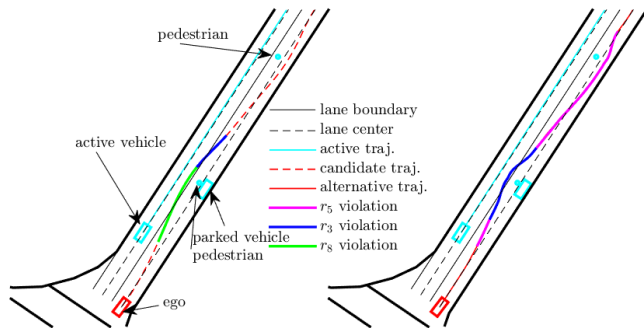 pedestrian
active vehicle
parked vehicle
pedestrian
ego
lane boundary
lane center
active traj.
candidate traj.
alternative traj.
r5 violation
r3 violation
r8 violation